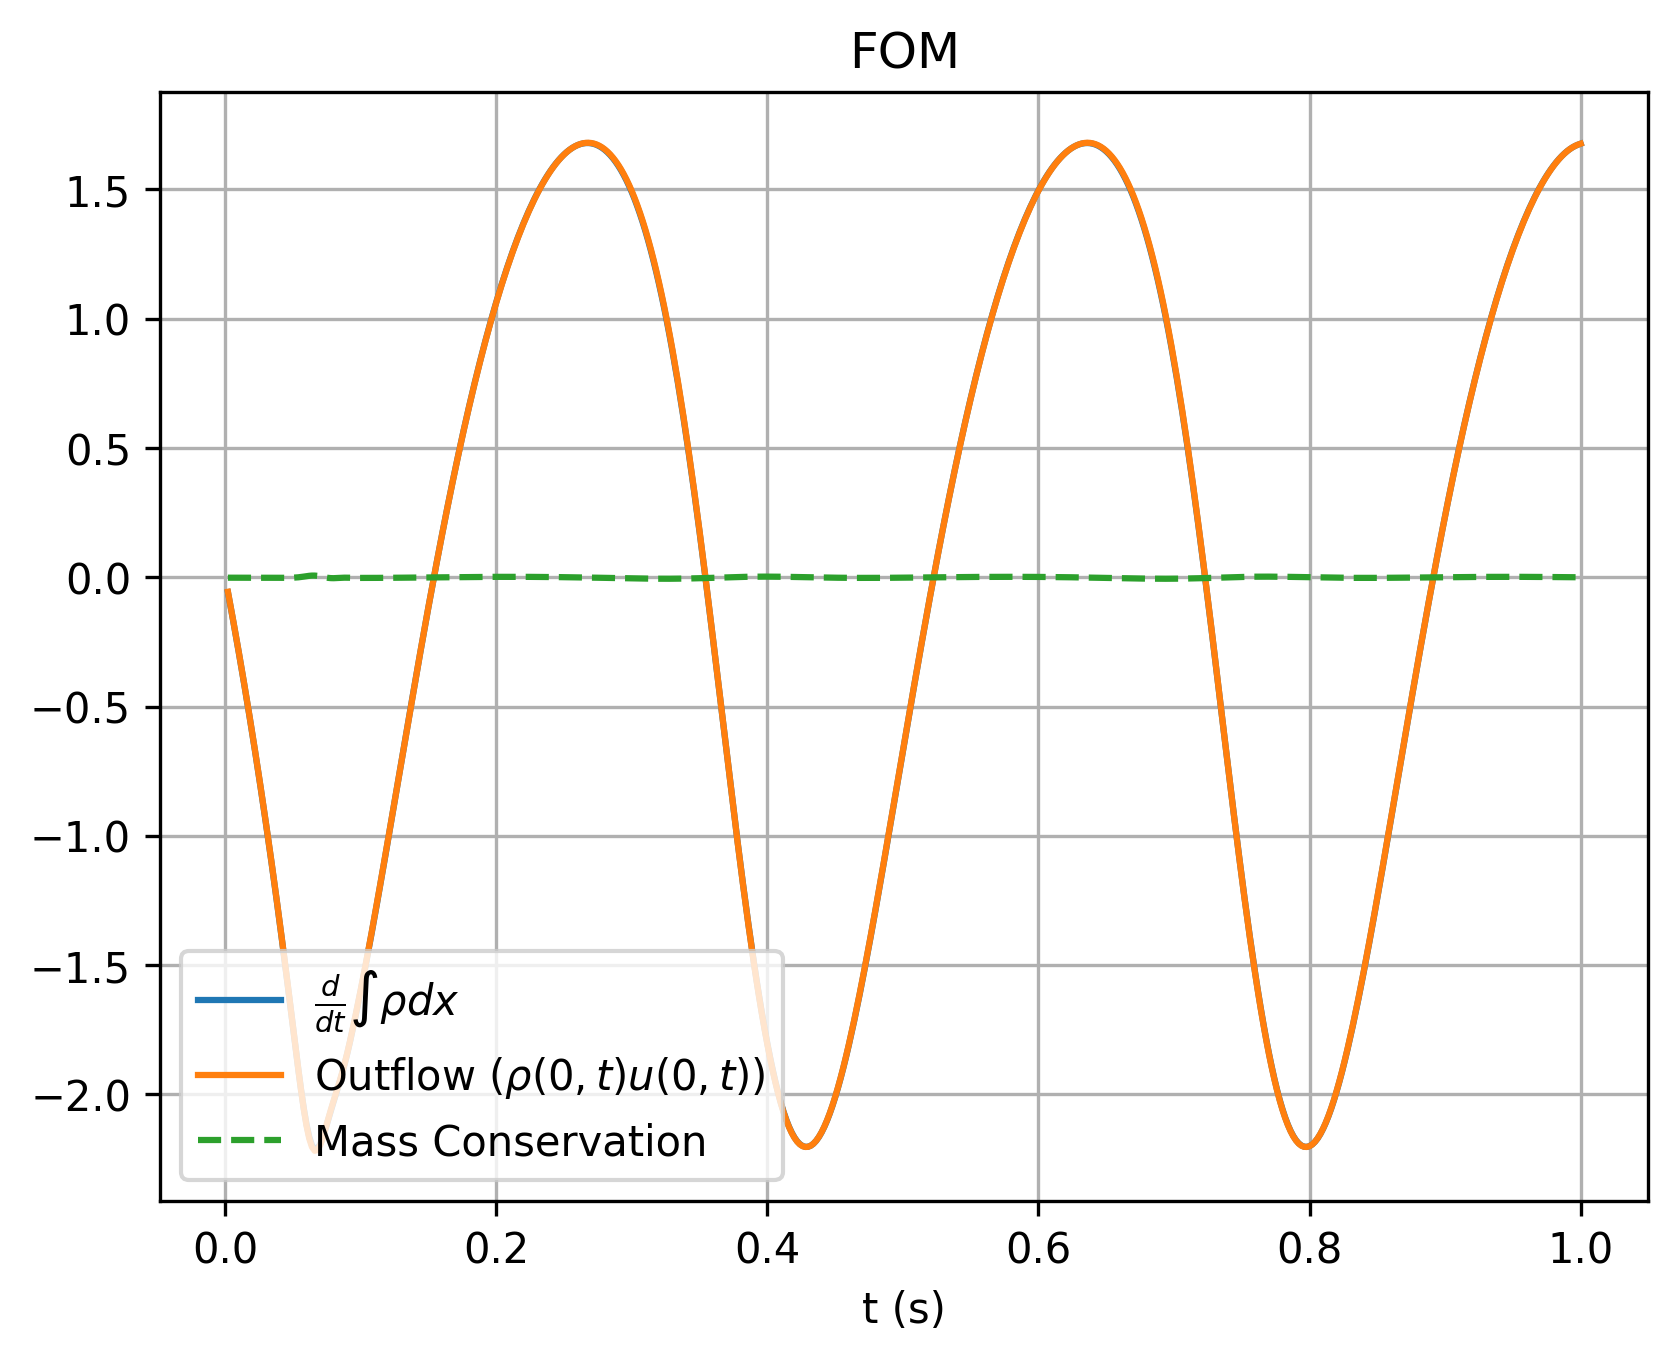 FOM
1.5
1.0
0.5
0.0
−0.5
−1.0
−1.5
−2.0
d/dt ∫ρdx
Outflow (ρ(0, t)u(0, t))
Mass Conservation
0.0 0.2 0.4 0.6 0.8 1.0
t (s)